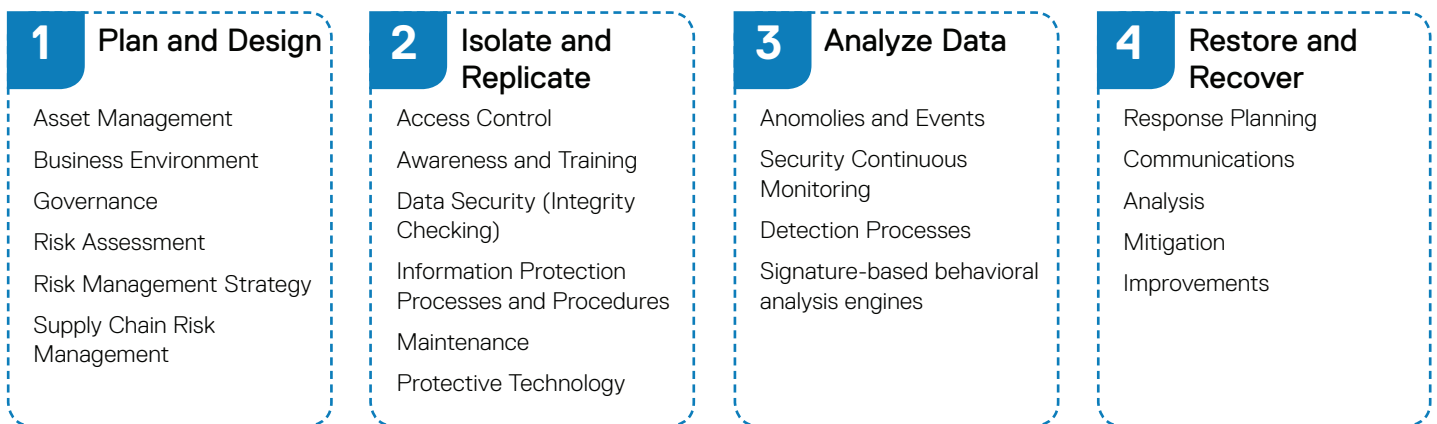 1
Plan and Design
Asset Management
Business Environment
Governance
Risk Assessment
Risk Management Strategy
Supply Chain Risk
Management
2
Isolate and
Replicate
Access Control
Awareness and Training
Data Security (Integrity
Checking)
Information Protection
Processes and Procedures
Maintenance
Protective Technology
3
Analyze Data
Anomolies and Events
Security Continuous
Monitoring
Detection Processes
Signature-based behavioral
analysis engines
4
Restore and
Recover
Response Planning
Communications
Analysis
Mitigation
Improvements